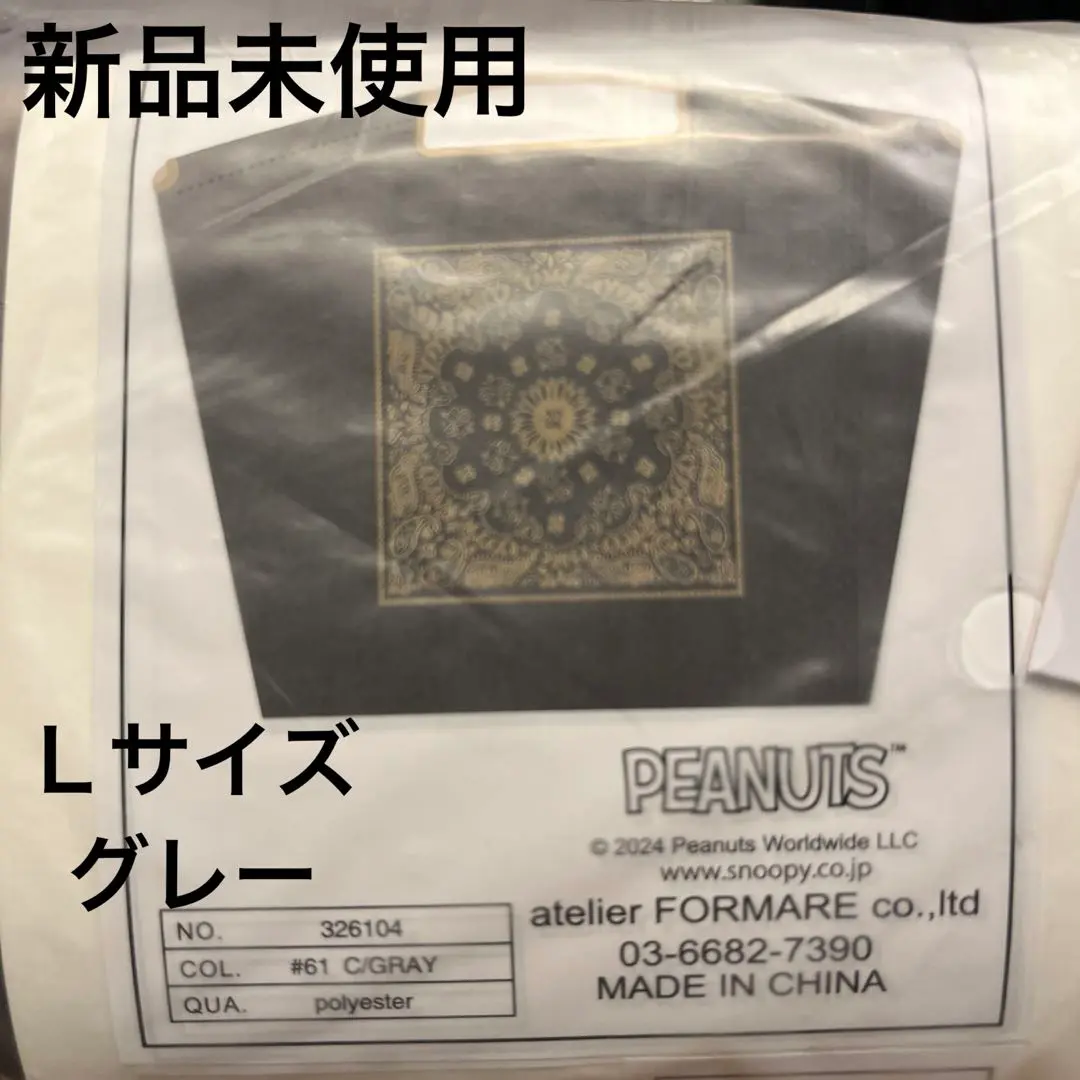 新品未使用
Lサイズ
グレー
PEANUTS™
© 2024 Peanuts Worldwide LLC
www.snoopy.co.jp
atelier FORMARE co.,ltd
03-6682-7390
MADE IN CHINA
NO. 326104
COL. #61 C/GRAY
QUA. polyester